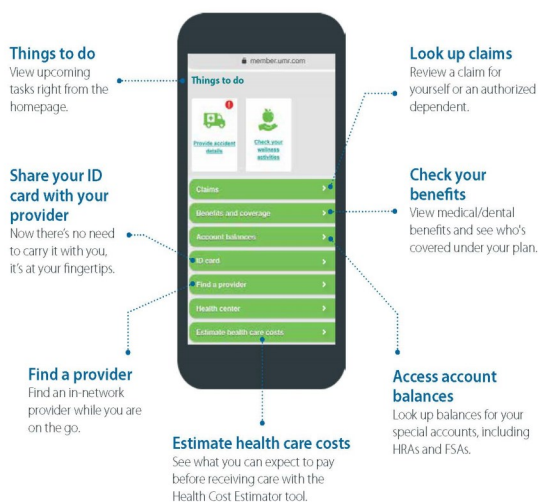 Things to do
View upcoming
tasks right from the
homepage.
Share your ID
card with your
provider
Now there's no need
to carry it with you,
it's at your fingertips.
Find a provider
Find an in-network
provider while you are
on the go.
member.umr.com
Things to do
!
Provide accident
details
Check your
wellness
activities
Claims
Benefits and coverage
Account balances
ID card
Find a provider
Health center
Estimate health care costs
Estimate health care costs
See what you can expect to pay
before receiving care with the
Health Cost Estimator tool.
Look up claims
Review a claim for
yourself or an authorized
dependent.
Check your
benefits
View medical/dental
benefits and see who's
covered under your plan.
Access account
balances
Look up balances for your
special accounts, including
HRAs and FSAs.